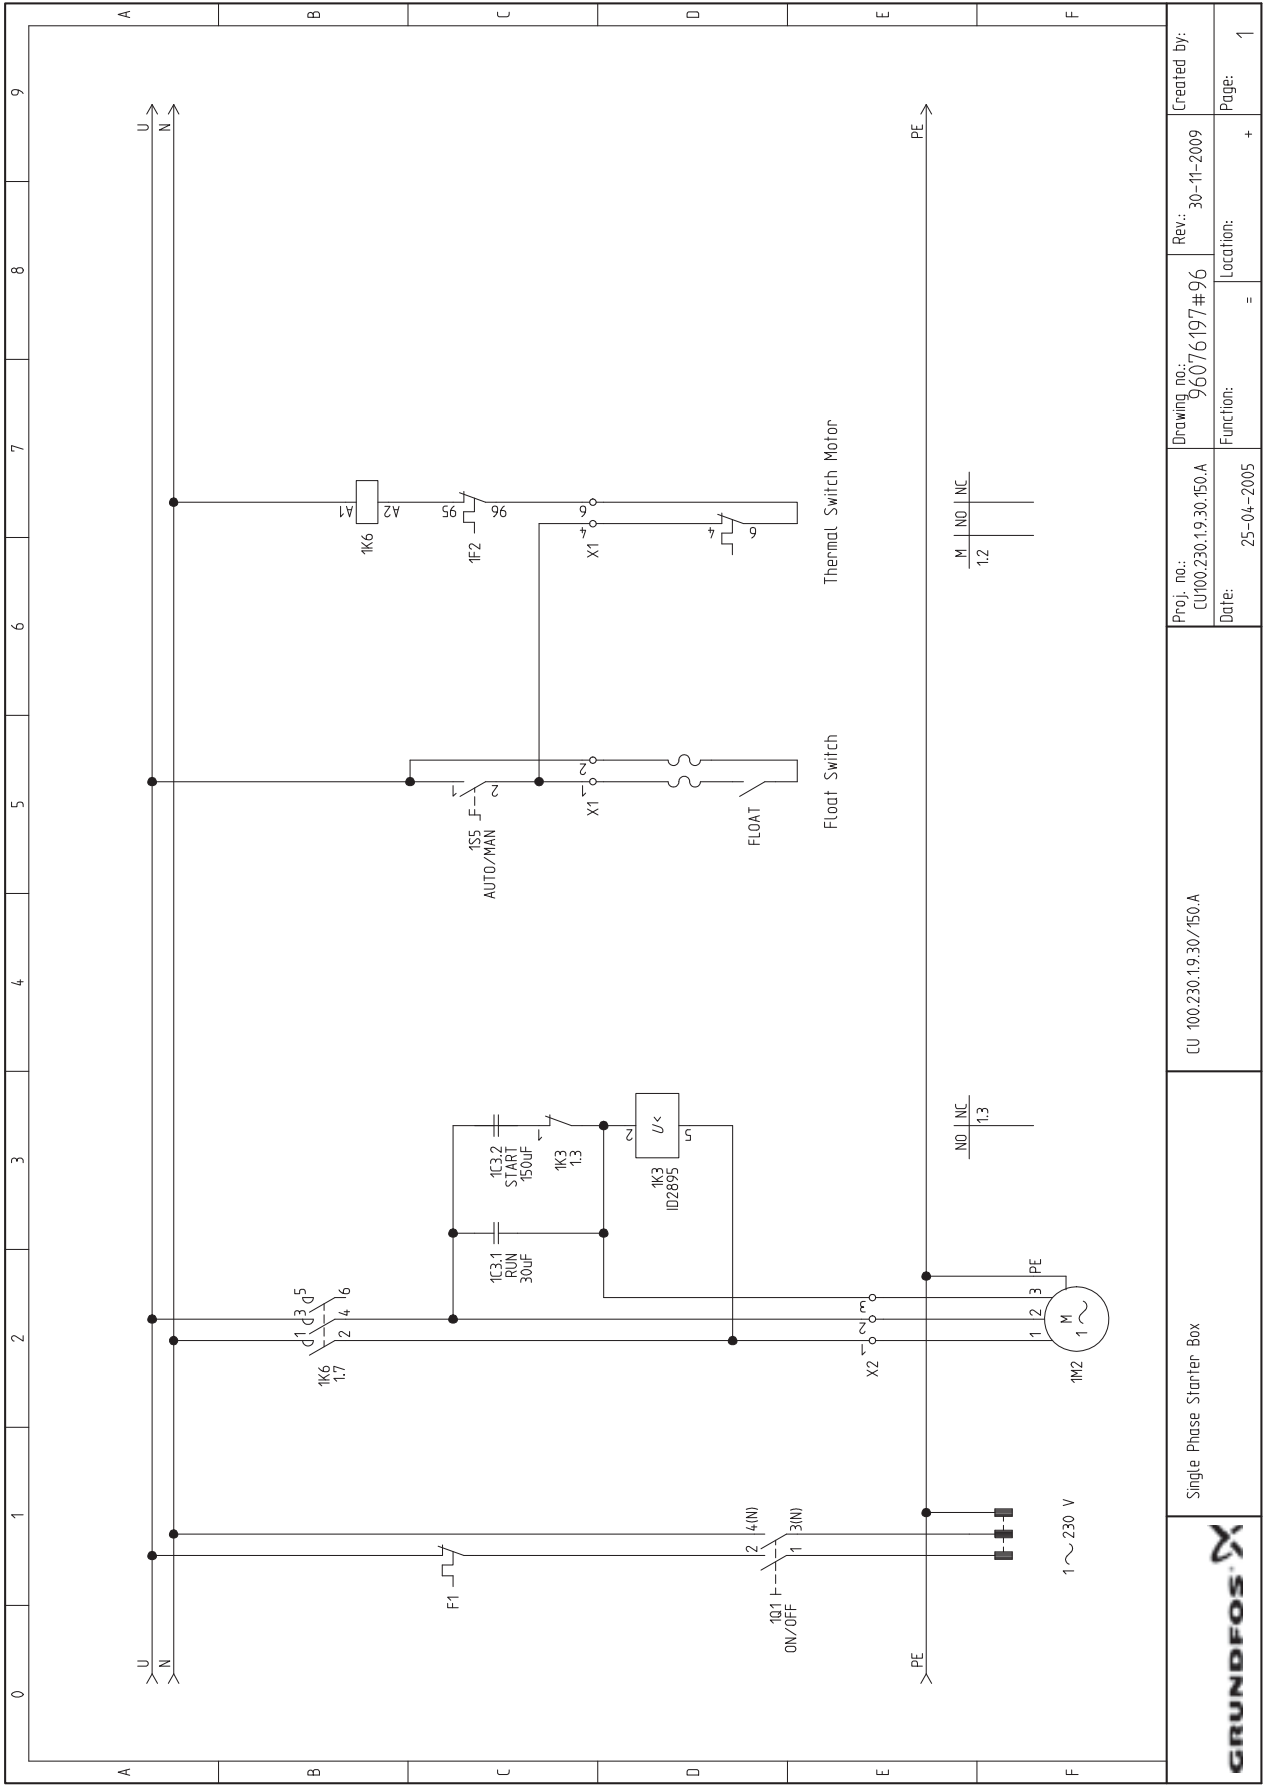 0 1 2 3 4 5 6 7 8 9
A
A
B
B
C
C
D
D
E
E
F
F
U
U
N
N
F1
1Q1
ON/OFF
2 4(N)
1 3(N)
1 ~ 230 V
1K6
1.7
1 3 5
2 4 6
1C3.1
RUN
30uF
1C3.2
START
150uF
1
1K3
1.3
2
U<
5
1K3
ID2895
X2
1 2 3
1 2 3 PE
M
1 ~
1M2
NO NC
1.3
1S5
AUTO/MAN
1
2
X1
1 2
FLOAT
Float Switch
A1
A2
1K6
95
96
1F2
X1
4 6
4
6
Thermal Switch Motor
M NO NC
1.2
PE
PE
GRUNDFOS
Single Phase Starter Box
CU 100.230.1.9.30/150.A
Proj. no.:
CU100.230.1.9.30.150.A
Drawing no.:
96076197#96
Rev.:
30-11-2009
Created by:
Date:
25-04-2005
Function:
=
Location:
+
Page:
1